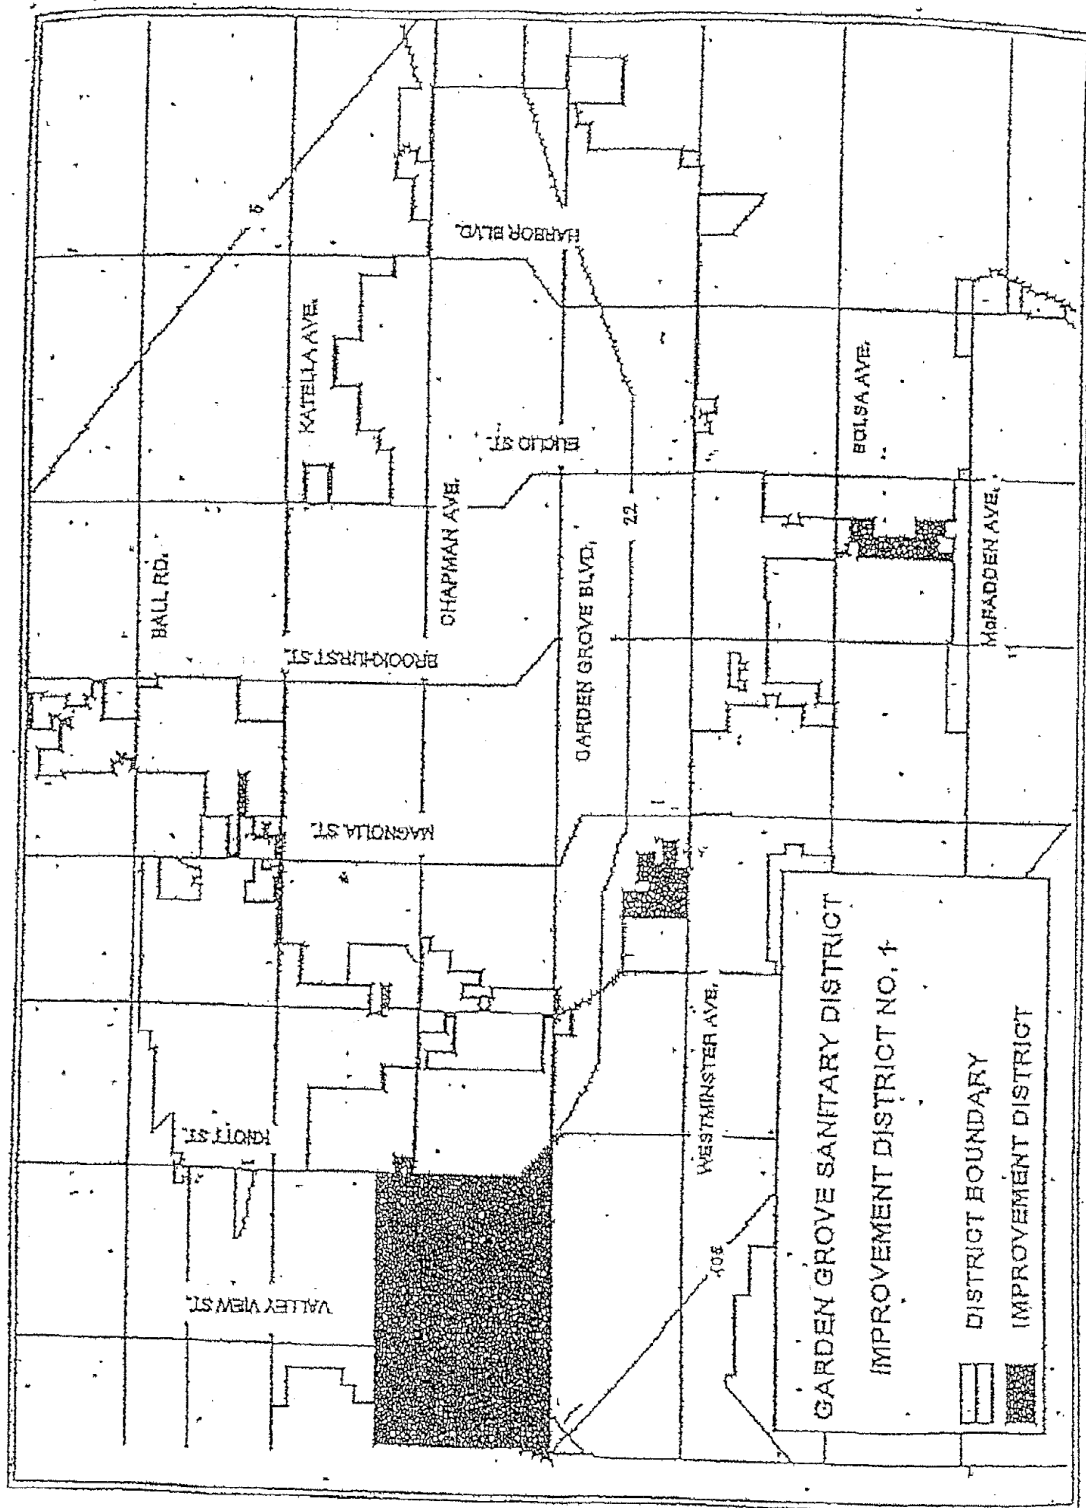 BALL RD.
KATELLA AVE.
CHAPMAN AVE.
GARDEN GROVE BLVD.
22
WESTMINSTER AVE.
BOLSA AVE.
McFADDEN AVE.
5
405
VALLEY VIEW ST.
KNOTT ST.
MAGNOLIA ST.
BROOKHURST ST.
EUCLID ST.
HARBOR BLVD.
GARDEN GROVE SANITARY DISTRICT
IMPROVEMENT DISTRICT NO. 1
DISTRICT BOUNDARY
IMPROVEMENT DISTRICT